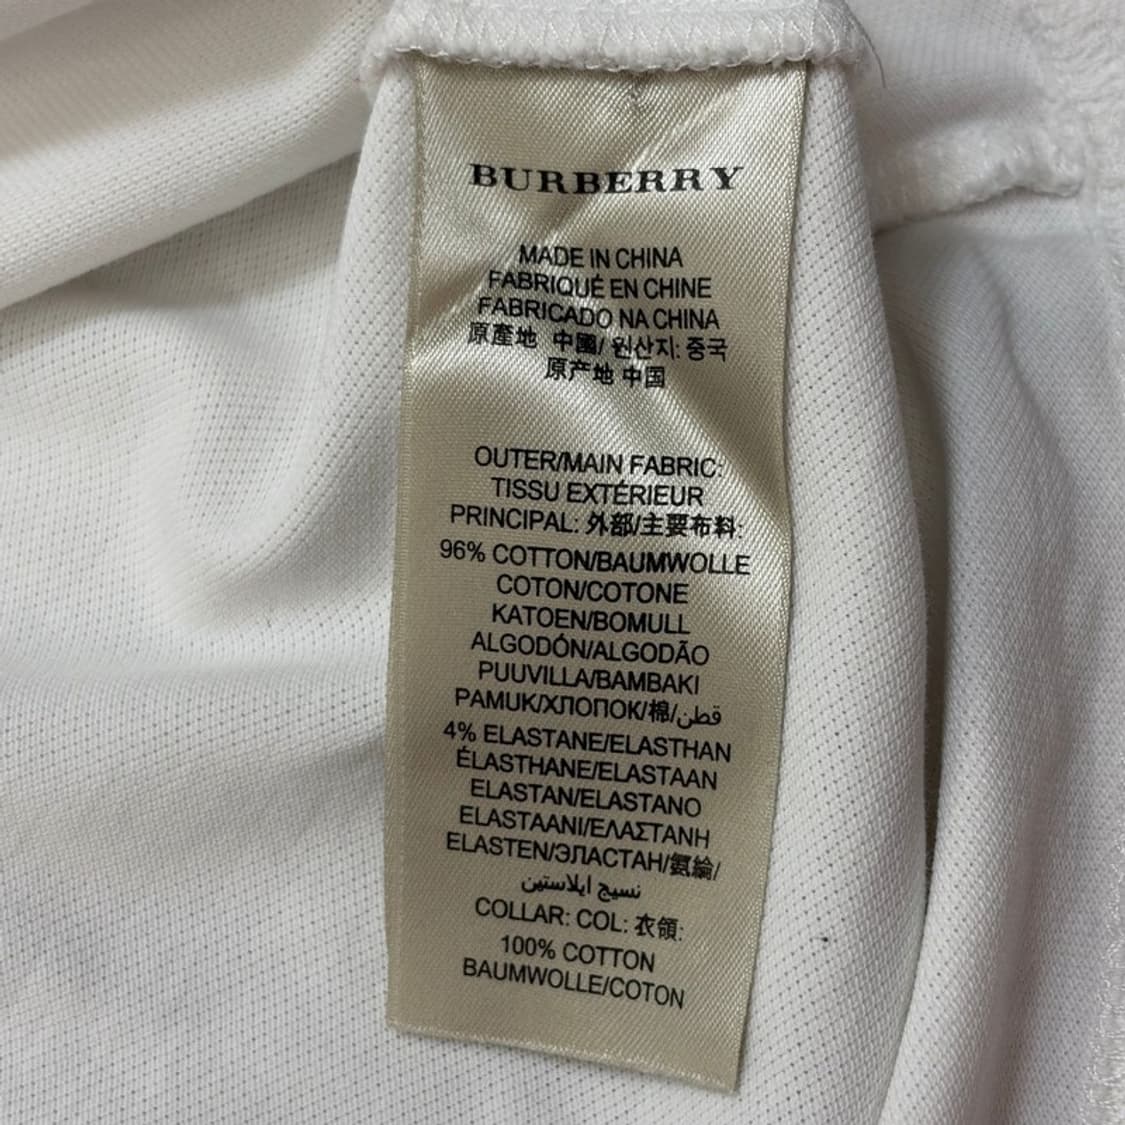 BURBERRY
MADE IN CHINA
FABRIQUÉ EN CHINE
FABRICADO NA CHINA
原產地 中國/ 원산지: 중국
原产地 中国
OUTER/MAIN FABRIC:
TISSU EXTÉRIEUR
PRINCIPAL: 外部/主要布料:
96% COTTON/BAUMWOLLE
COTON/COTONE
KATOEN/BOMULL
ALGODÓN/ALGODÃO
PUUVILLA/BAMBAKI
PAMUK/ХЛОПОК/棉/قطن
4% ELASTANE/ELASTHAN
ÉLASTHANE/ELASTAAN
ELASTAN/ELASTANO
ELASTAANI/ΕΛΑΣΤΑΝΗ
ELASTEN/ЭЛАСТАН/氨綸/
نسيج ايلاستين
COLLAR: COL: 衣領:
100% COTTON
BAUMWOLLE/COTON